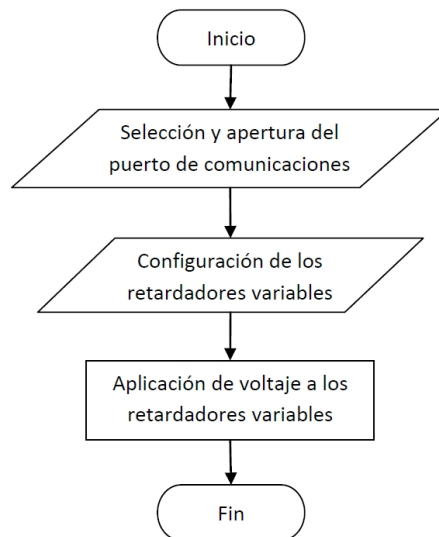 Inicio
Selección y apertura del
puerto de comunicaciones
Configuración de los
retardadores variables
Aplicación de voltaje a los
retardadores variables
Fin